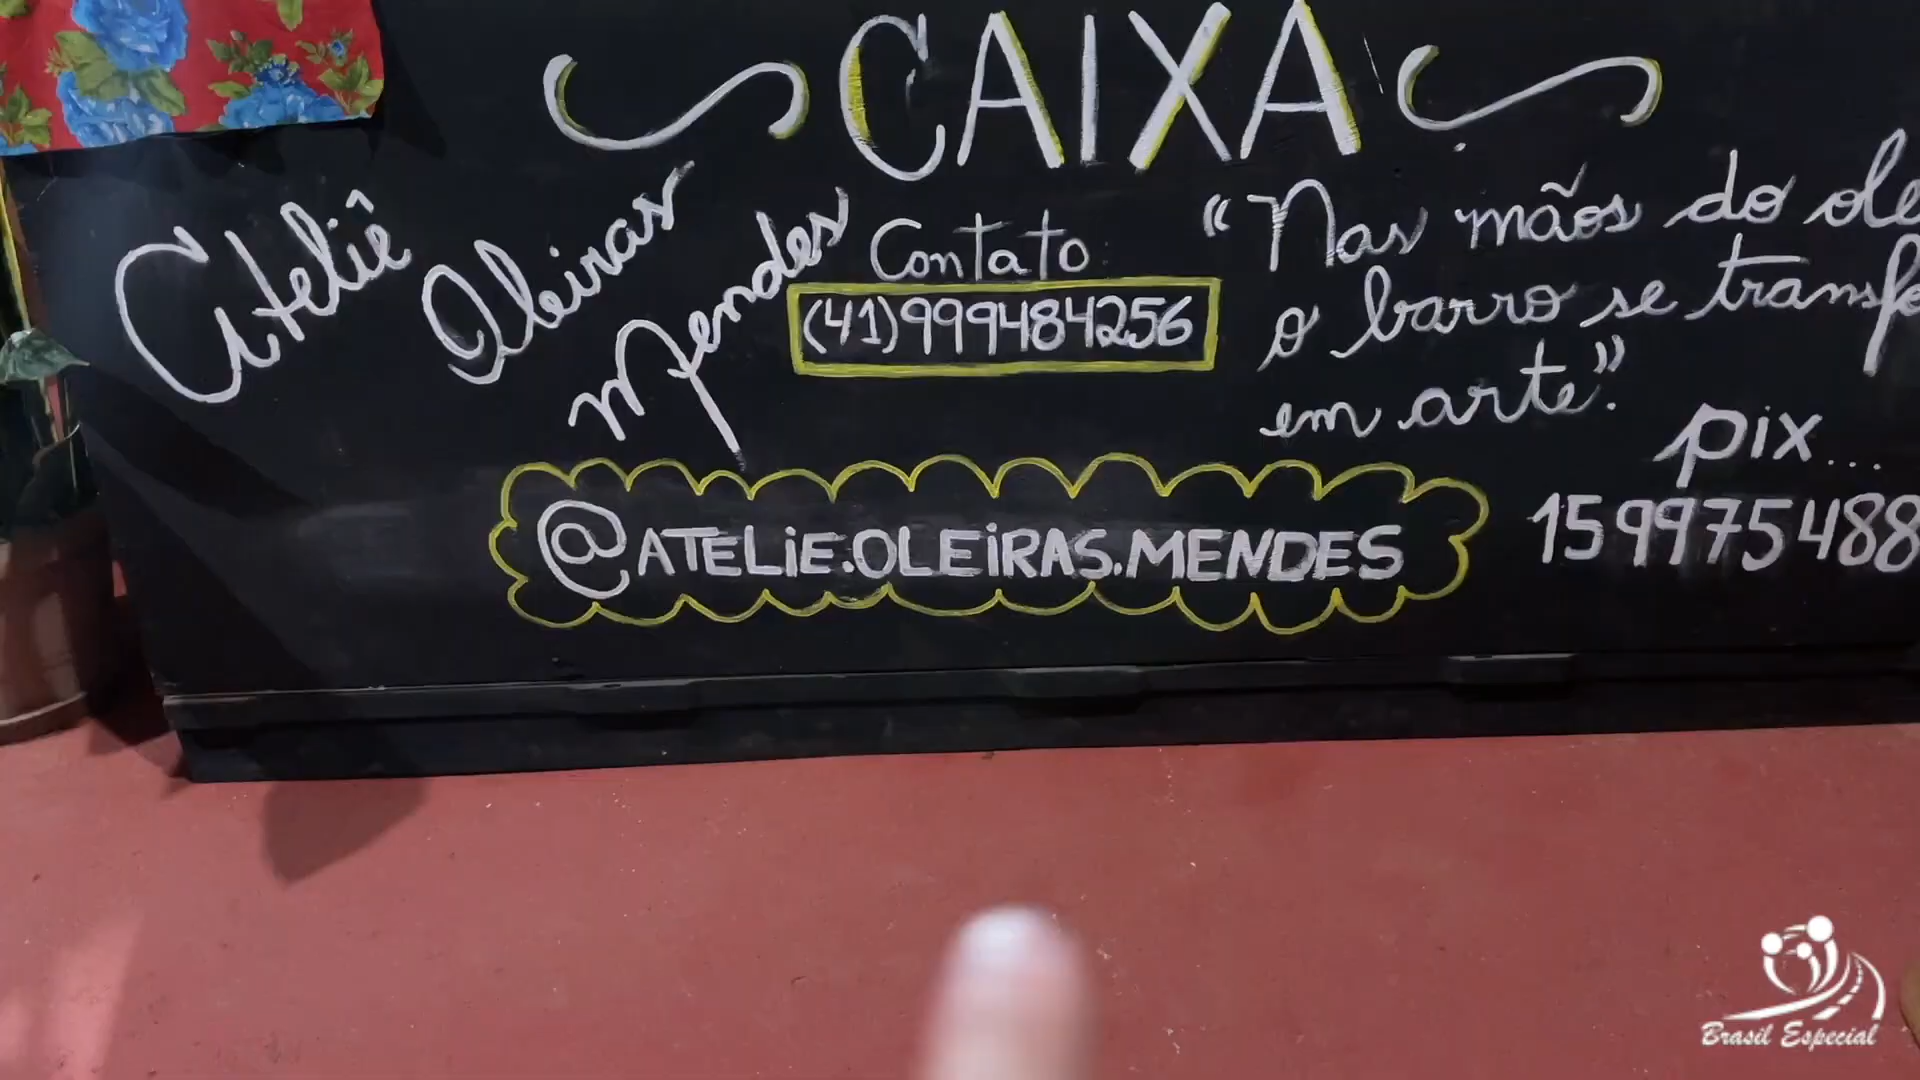 CAIXA
Ateliê
Oleiras
Mendes
Contato
(41)999484256
"Nas mãos do
o barro se
em arte".
pix...
@ATELIE.OLEIRAS.MENDES
159975488
Brasil Especial